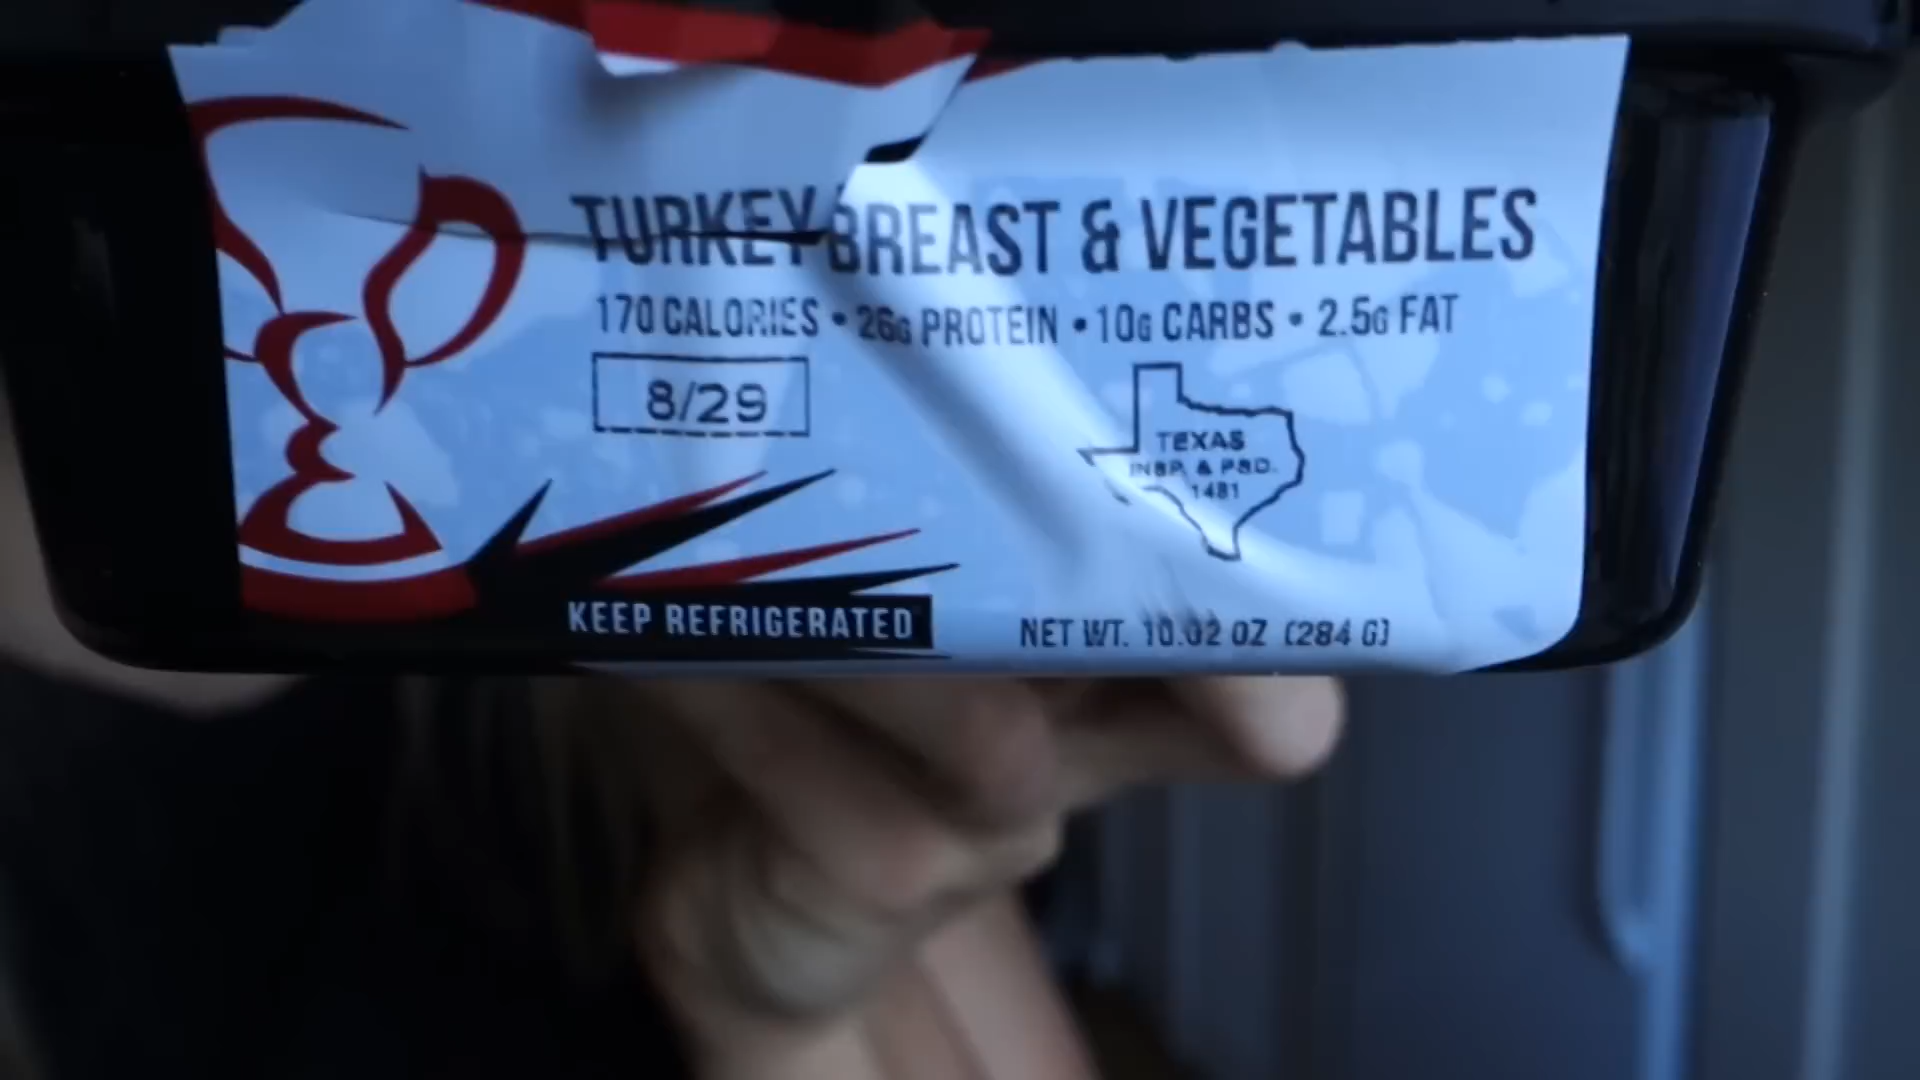 TURKEY BREAST & VEGETABLES
170 CALORIES • 26G PROTEIN • 10G CARBS • 2.5G FAT
8/29
TEXAS
INSP. & PSD.
1481
KEEP REFRIGERATED
NET WT. 10.02 OZ (284 G)